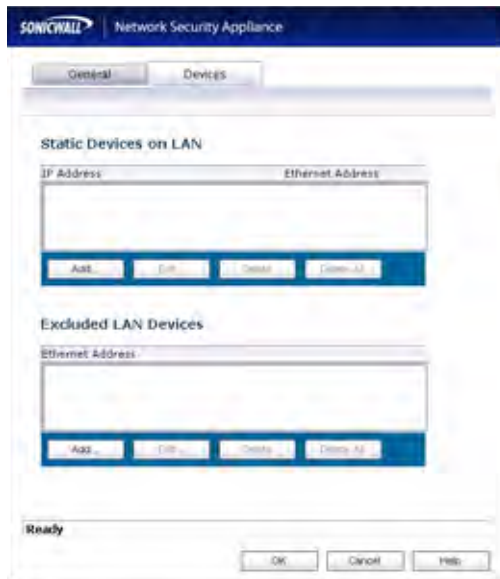 SONICWALL Network Security Appliance
General Devices
Static Devices on LAN
IP Address Ethernet Address
Add... Edit... Delete Delete All
Excluded LAN Devices
Ethernet Address
Add... Edit... Delete Delete All
Ready
OK Cancel Help